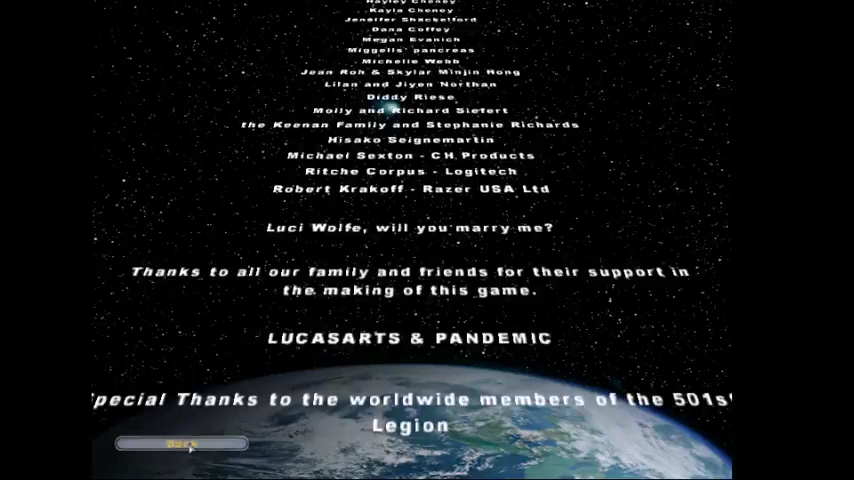 Hayley Cheney
Kayla Cheney
Jennifer Shackelford
Dana Coffey
Megan Evanich
Miggells' pancreas
Michelle Webb
Jean Roh & Skylar Minjin Hong
Lilan and Jiyen Northan
Diddy Riese
Molly and Richard Siefert
the Keenan Family and Stephanie Richards
Hisako Seignemartin
Michael Sexton - CH Products
Ritche Corpus - Logitech
Robert Krakoff - Razer USA Ltd
Luci Wolfe, will you marry me?
Thanks to all our family and friends for their support in
the making of this game.
LUCASARTS & PANDEMIC
Special Thanks to the worldwide members of the 501st
Legion
Back